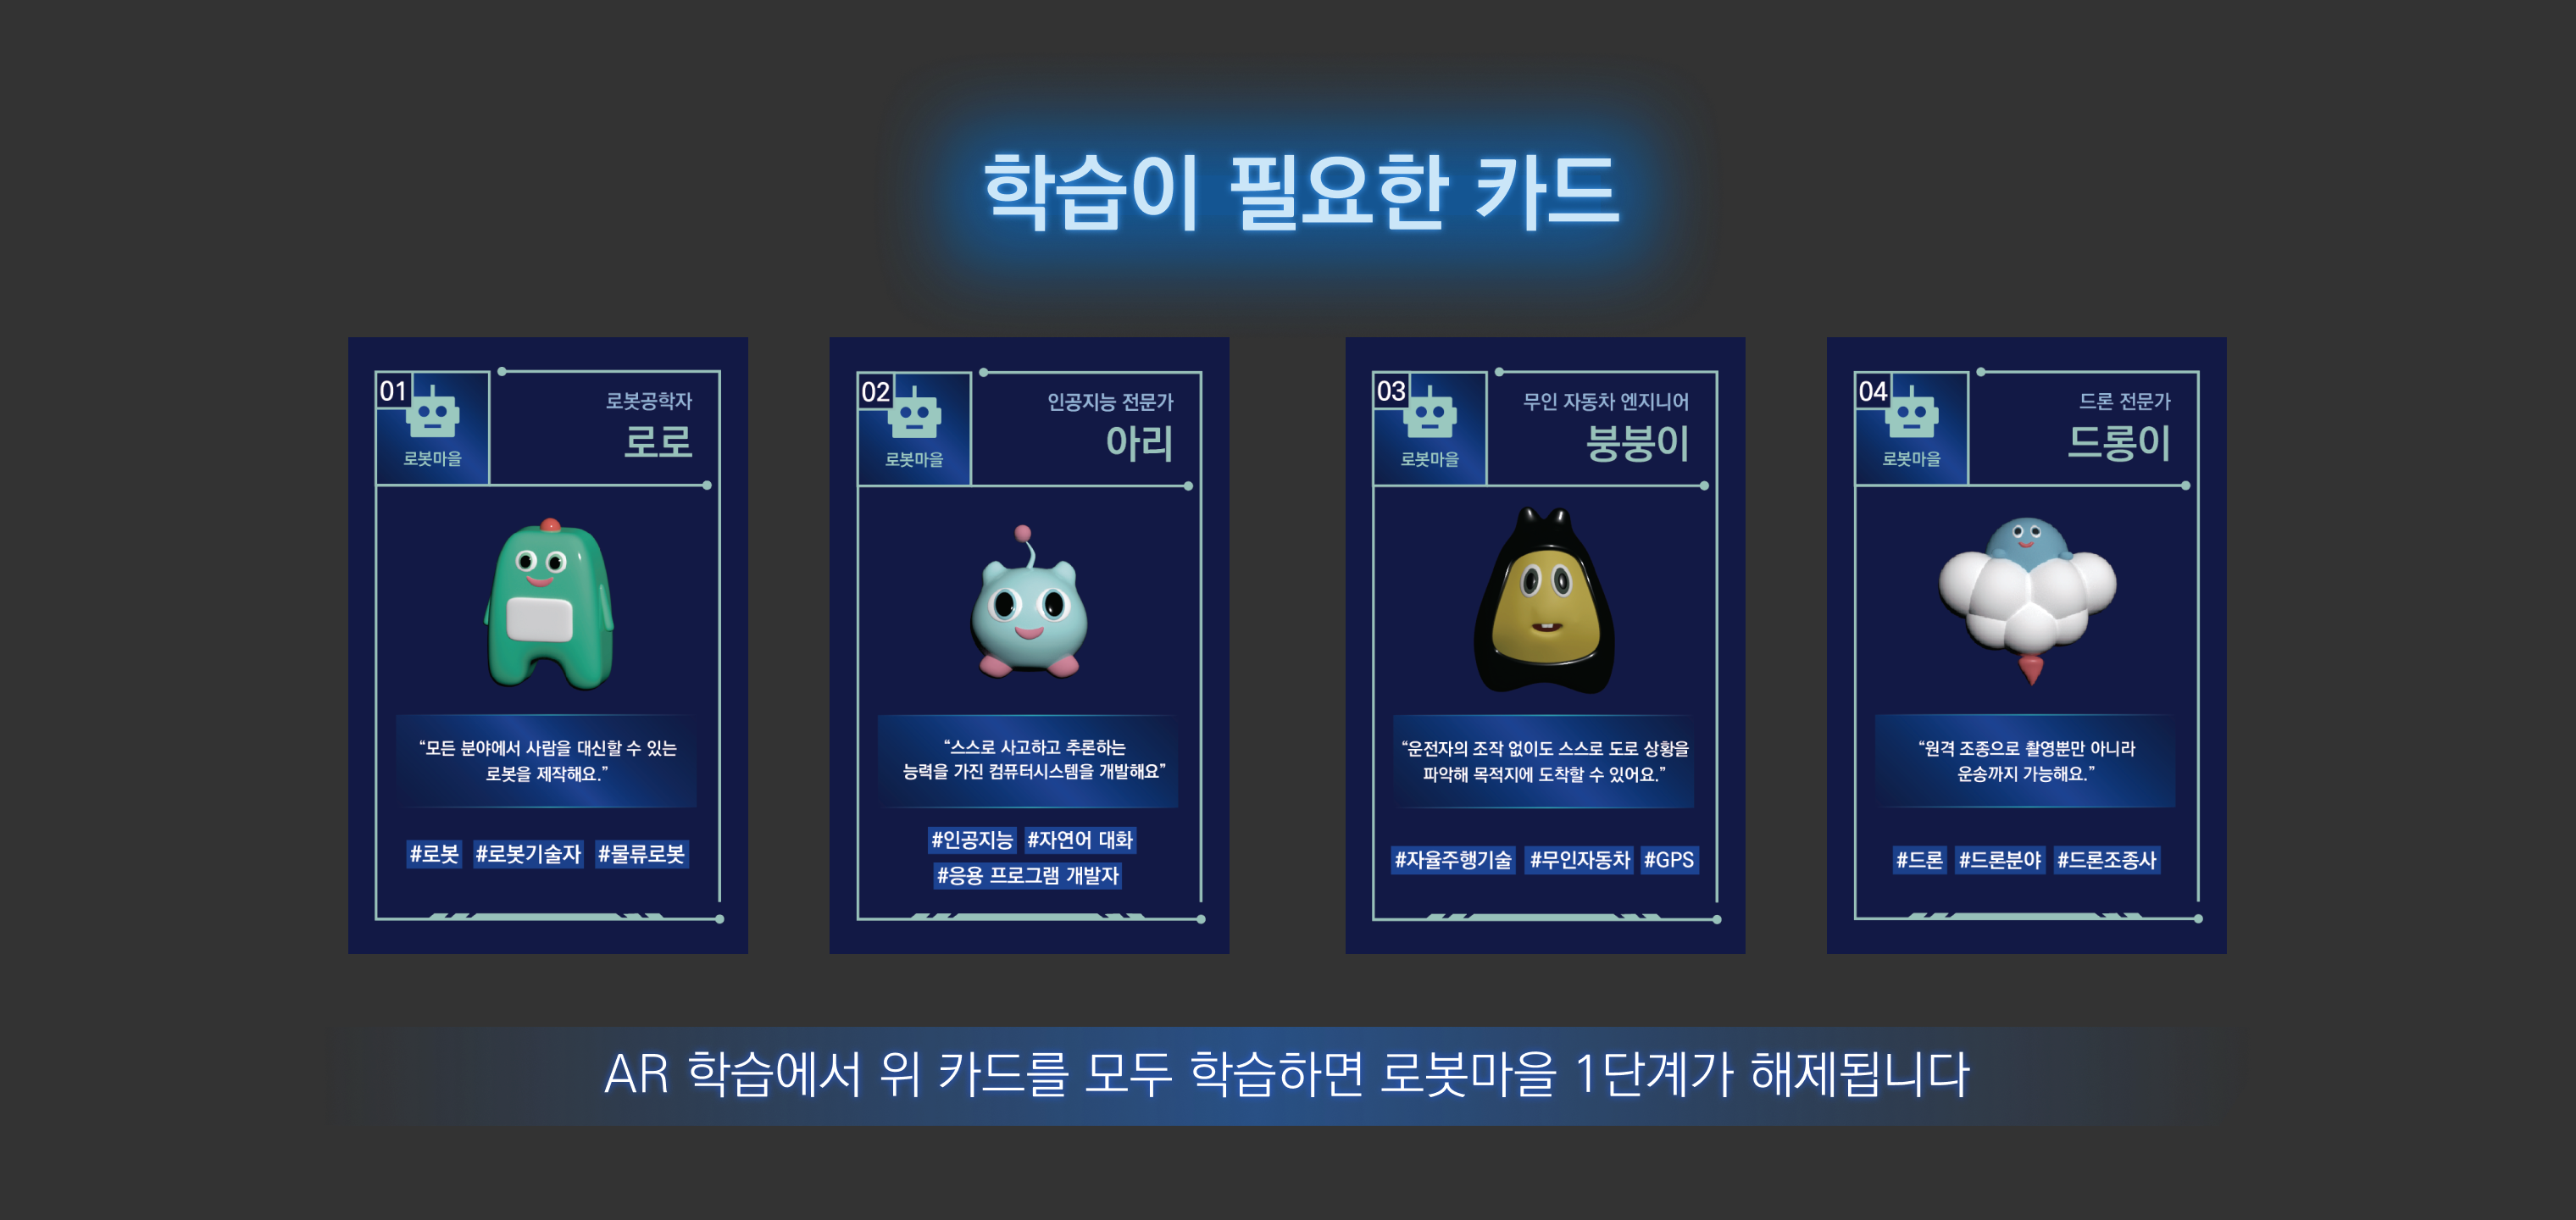 학습이 필요한 카드
01
로봇마을
로봇공학자
로로
“모든 분야에서 사람을 대신할 수 있는
로봇을 제작해요.”
#로봇 #로봇기술자 #물류로봇
02
로봇마을
인공지능 전문가
아리
“스스로 사고하고 추론하는
능력을 가진 컴퓨터시스템을 개발해요”
#인공지능 #자연어 대화
#응용 프로그램 개발자
03
로봇마을
무인 자동차 엔지니어
붕붕이
“운전자의 조작 없이도 스스로 도로 상황을
파악해 목적지에 도착할 수 있어요.”
#자율주행기술 #무인자동차 #GPS
04
로봇마을
드론 전문가
드롱이
“원격 조종으로 촬영뿐만 아니라
운송까지 가능해요.”
#드론 #드론분야 #드론조종사
AR 학습에서 위 카드를 모두 학습하면 로봇마을 1단계가 해제됩니다